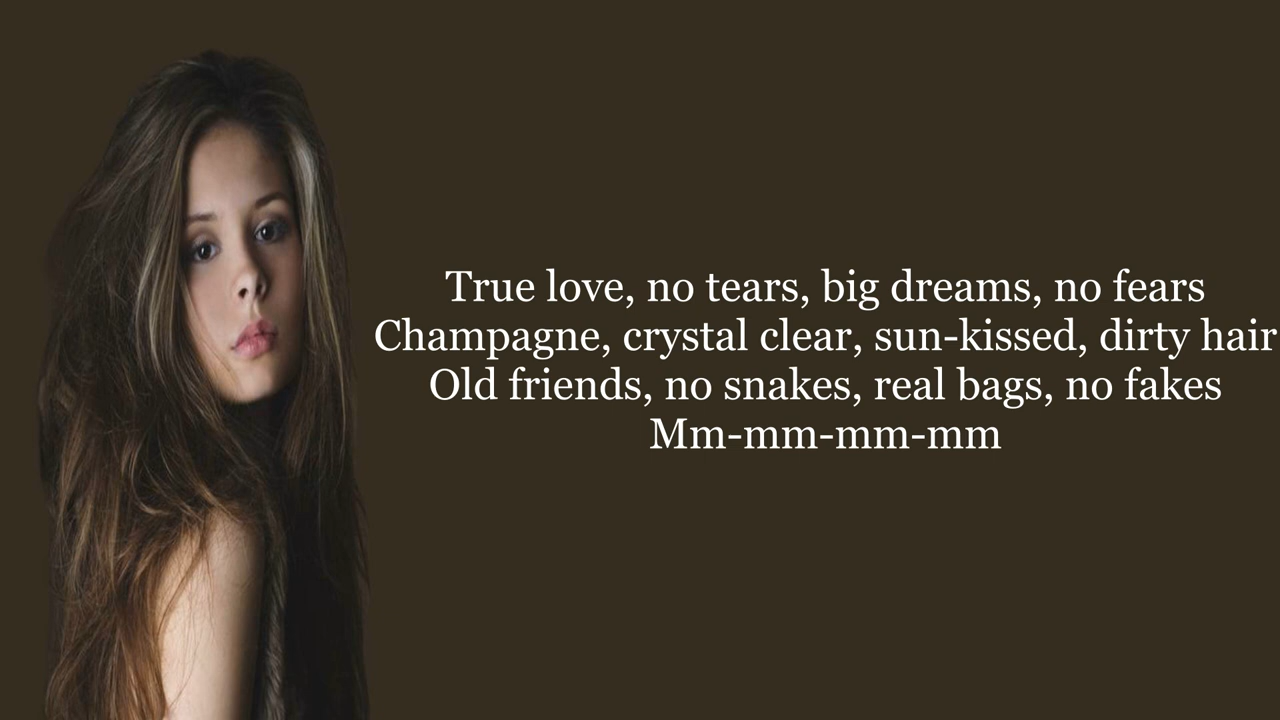 True love, no tears, big dreams, no fears
Champagne, crystal clear, sun-kissed, dirty hair
Old friends, no snakes, real bags, no fakes
Mm-mm-mm-mm